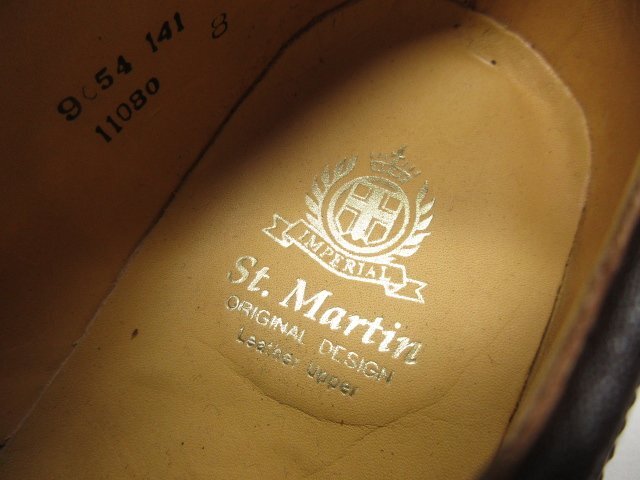 9054 141 8
11080
IMPERIAL
St. Martin
ORIGINAL DESIGN
Leather Upper